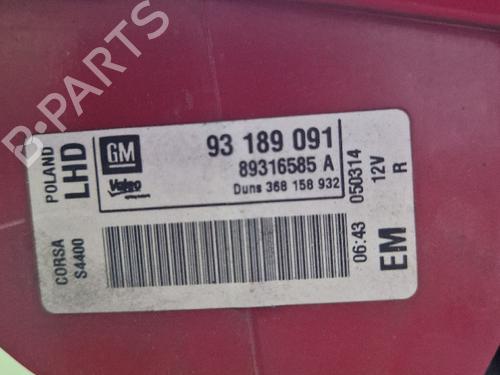 B-PARTS
POLAND
LHD
GM
Valeo
93 189 091
89316585 A
Duns 368 158 932
CORSA
S4400
06:43 050314
12V
R
EM